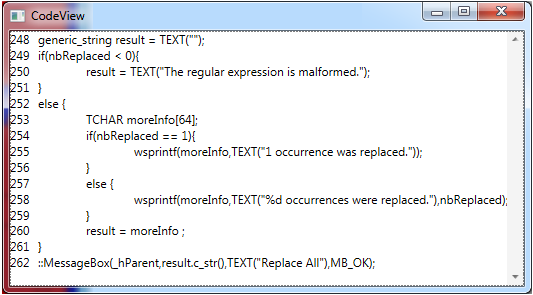 CodeView
248 generic_string result = TEXT("");
249 if(nbReplaced < 0){
250 result = TEXT("The regular expression is malformed.");
251 }
252 else {
253 TCHAR moreInfo[64];
254 if(nbReplaced == 1){
255 wsprintf(moreInfo,TEXT("1 occurrence was replaced."));
256 }
257 else {
258 wsprintf(moreInfo,TEXT("%d occurrences were replaced."),nbReplaced);
259 }
260 result = moreInfo ;
261 }
262 ::MessageBox(_hParent,result.c_str(),TEXT("Replace All"),MB_OK);